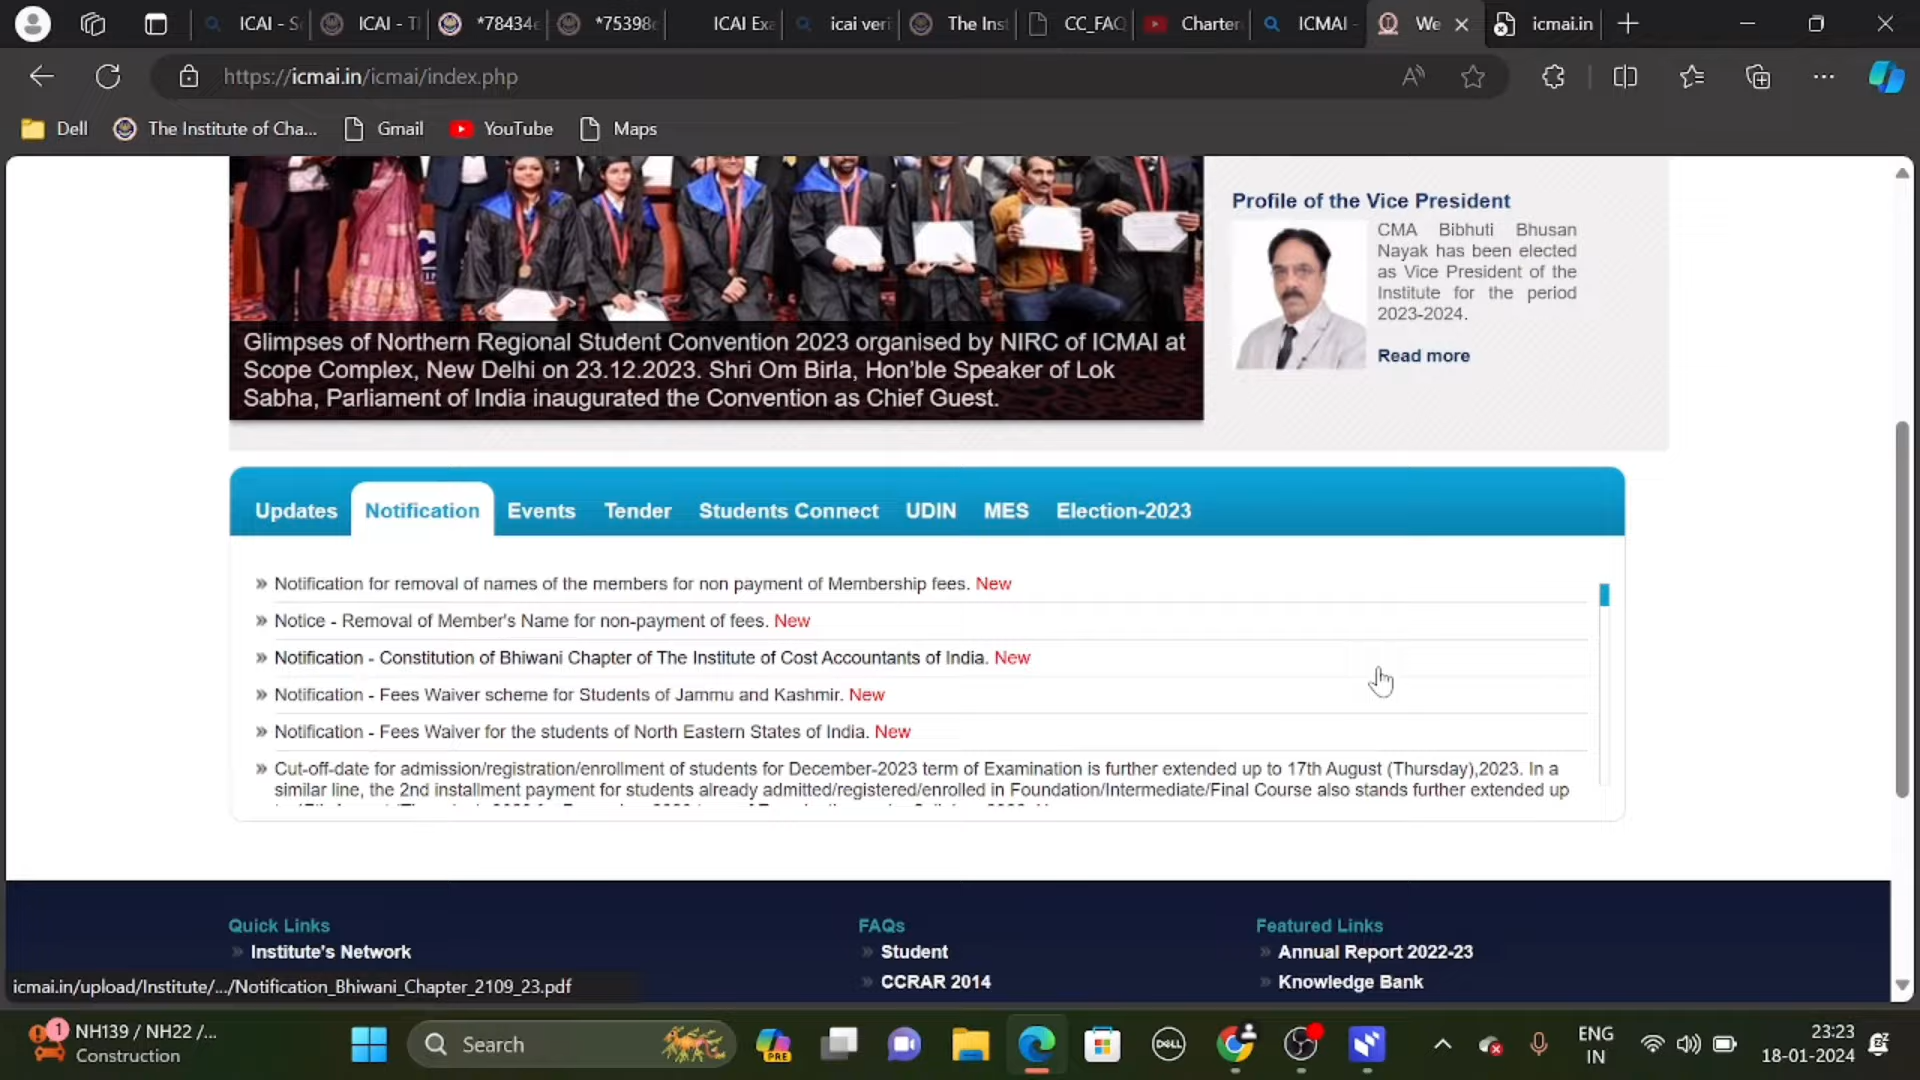 ICAI - S
ICAI - T
*78434
*75398
ICAI Exa
icai veri
The Ins
CC_FAQ
Charter
ICMAI -
We
icmai.in
https://icmai.in/icmai/index.php
Dell
The Institute of Cha...
Gmail
YouTube
Maps
Glimpses of Northern Regional Student Convention 2023 organised by NIRC of ICMAI at
Scope Complex, New Delhi on 23.12.2023. Shri Om Birla, Hon'ble Speaker of Lok
Sabha, Parliament of India inaugurated the Convention as Chief Guest.
Profile of the Vice President
CMA Bibhuti Bhusan
Nayak has been elected
as Vice President of the
Institute for the period
2023-2024.
Read more
Updates
Notification
Events
Tender
Students Connect
UDIN
MES
Election-2023
» Notification for removal of names of the members for non payment of Membership fees. New
» Notice - Removal of Member's Name for non-payment of fees. New
» Notification - Constitution of Bhiwani Chapter of The Institute of Cost Accountants of India. New
» Notification - Fees Waiver scheme for Students of Jammu and Kashmir. New
» Notification - Fees Waiver for the students of North Eastern States of India. New
» Cut-off-date for admission/registration/enrollment of students for December-2023 term of Examination is further extended up to 17th August (Thursday),2023. In a
similar line, the 2nd installment payment for students already admitted/registered/enrolled in Foundation/Intermediate/Final Course also stands further extended up
Quick Links
» Institute's Network
FAQs
» Student
» CCRAR 2014
Featured Links
» Annual Report 2022-23
» Knowledge Bank
icmai.in/upload/Institute/.../Notification_Bhiwani_Chapter_2109_23.pdf
1
NH139 / NH22 /...
Construction
Search
PRE
DELL
ENG
IN
23:23
18-01-2024